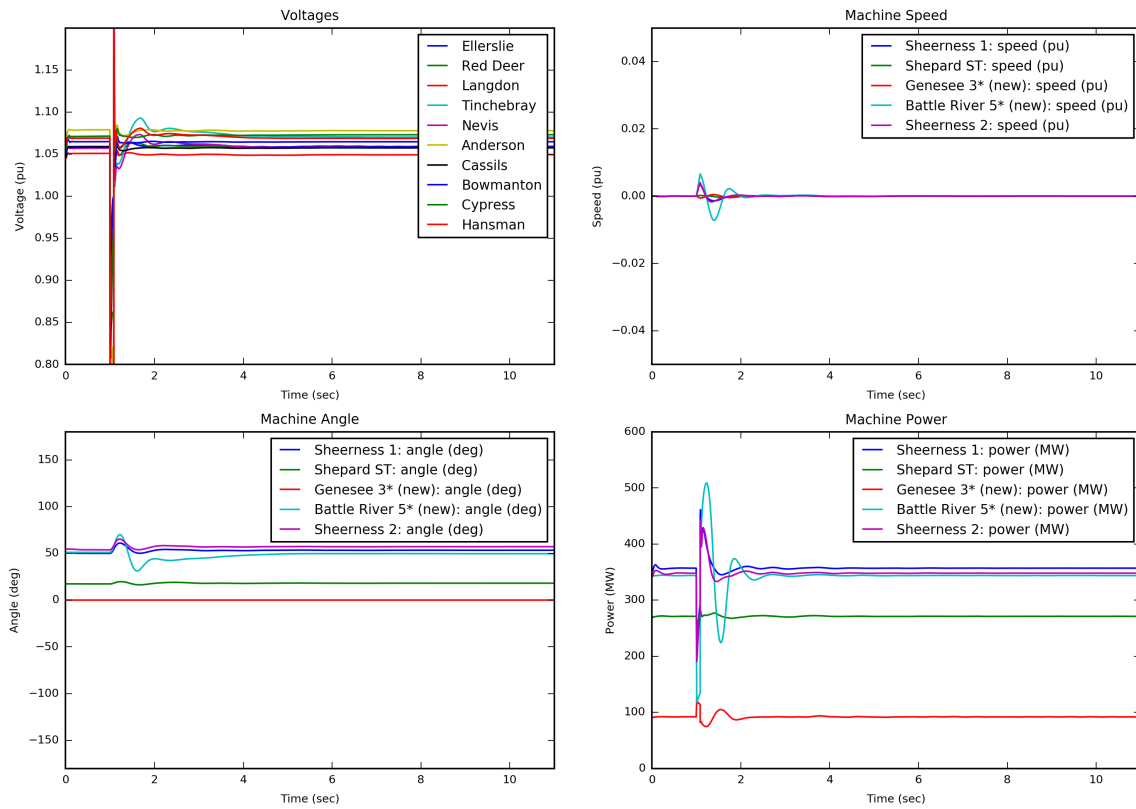 Voltages
1.15
1.10
1.05
1.00
0.95
0.90
0.85
0.80
Voltage (pu)
0
2
4
6
8
10
Time (sec)
Ellerslie
Red Deer
Langdon
Tinchebray
Nevis
Anderson
Cassils
Bowmanton
Cypress
Hansman
Machine Speed
0.04
0.02
0.00
−0.02
−0.04
Speed (pu)
0
2
4
6
8
10
Time (sec)
Sheerness 1: speed (pu)
Shepard ST: speed (pu)
Genesee 3* (new): speed (pu)
Battle River 5* (new): speed (pu)
Sheerness 2: speed (pu)
Machine Angle
150
100
50
0
−50
−100
−150
Angle (deg)
0
2
4
6
8
10
Time (sec)
Sheerness 1: angle (deg)
Shepard ST: angle (deg)
Genesee 3* (new): angle (deg)
Battle River 5* (new): angle (deg)
Sheerness 2: angle (deg)
Machine Power
600
500
400
300
200
100
0
Power (MW)
0
2
4
6
8
10
Time (sec)
Sheerness 1: power (MW)
Shepard ST: power (MW)
Genesee 3* (new): power (MW)
Battle River 5* (new): power (MW)
Sheerness 2: power (MW)